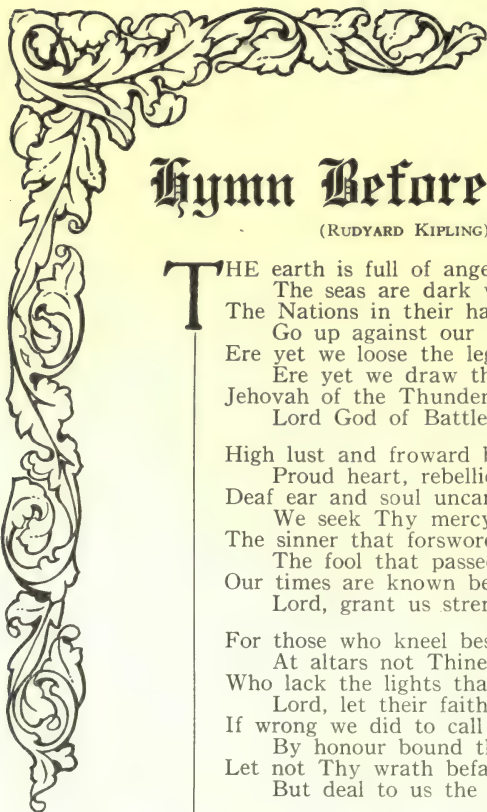 Hymn Before
(RUDYARD KIPLING)
THE earth is full of ange
The seas are dark
The Nations in their ha
Go up against our
Ere yet we loose the leg
Ere yet we draw th
Jehovah of the Thunder
Lord God of Battle
High lust and froward b
Proud heart, rebellio
Deaf ear and soul uncar
We seek Thy mercy
The sinner that forswor
The fool that passe
Our times are known be
Lord, grant us stren
For those who kneel bes
At altars not Thine
Who lack the lights tha
Lord, let their faith
If wrong we did to call
By honour bound th
Let not Thy wrath befa
But deal to us the